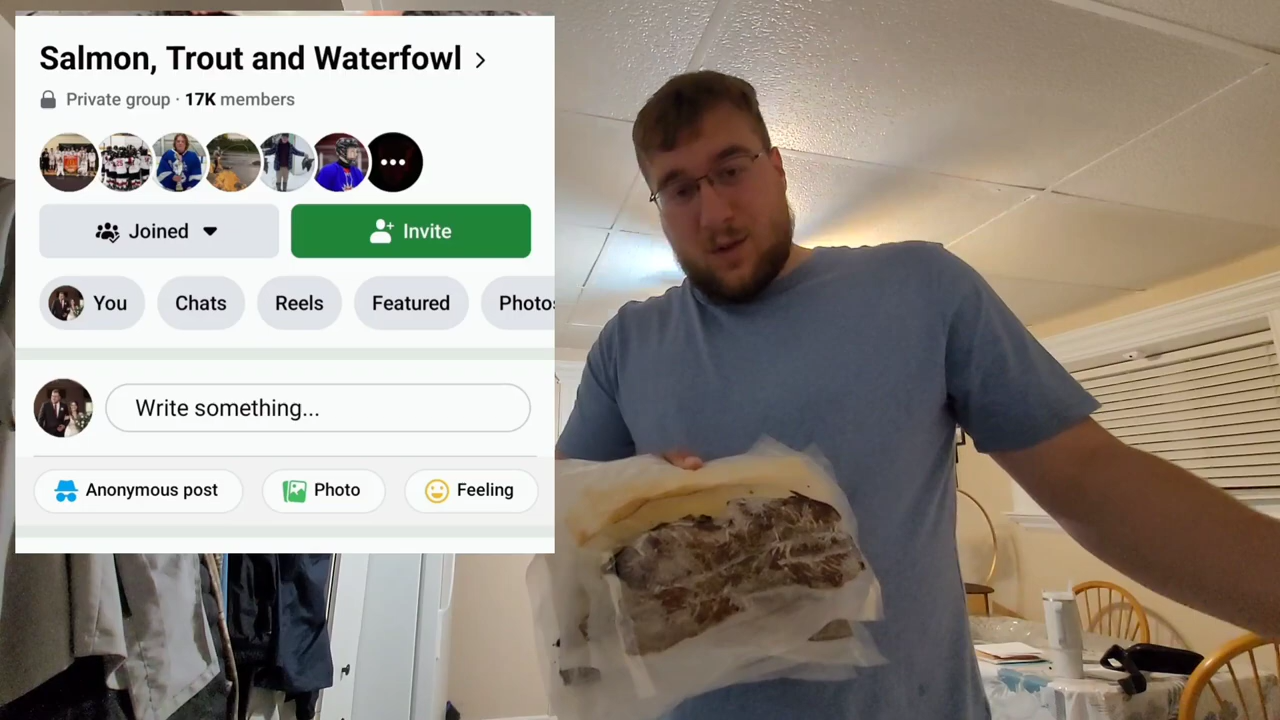 Salmon, Trout and Waterfowl
Private group · 17K members
Joined
Invite
You
Chats
Reels
Featured
Photos
Write something...
Anonymous post
Photo
Feeling